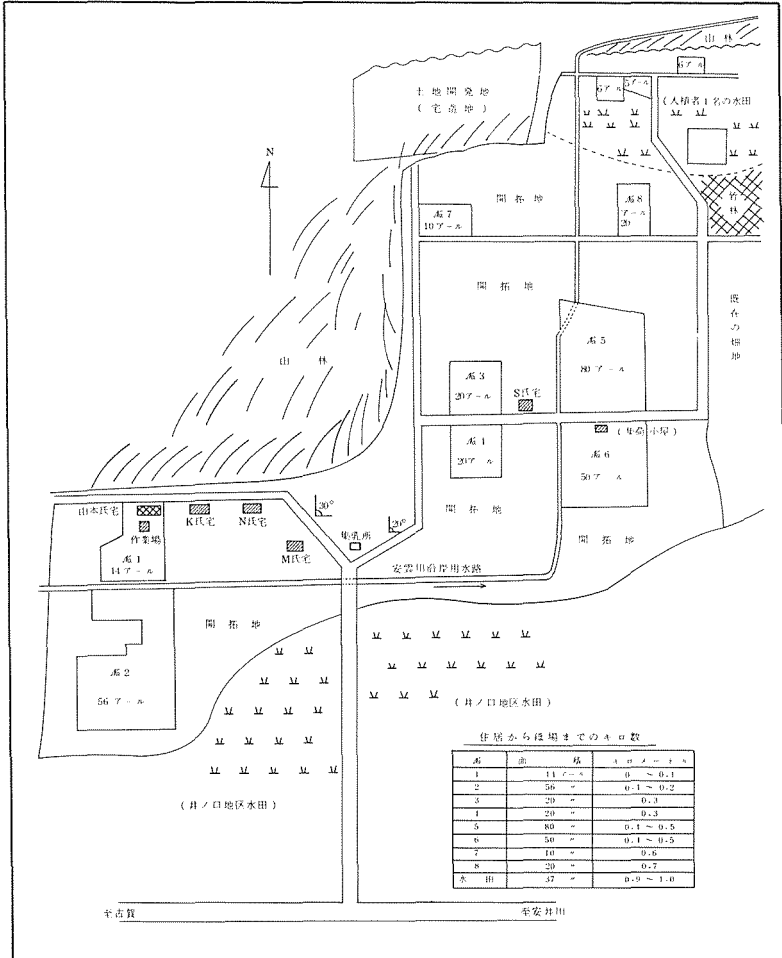 山林
6アール
6アール
5アール
(入植者1名の水田
土地開発地
(宅造地)
N
竹林
開拓地
№7
10アール
№8
アール
20
開拓地
既存の畑地
山林
№5
80アール
№3
20アール
S氏宅
(集荷小屋)
20アール
№6
50アール
開拓地
開拓地
30°
20°
山本氏宅
K氏宅
N氏宅
作業場
集乳所
M氏宅
№1
14アール
安曇川沿岸用水路
開拓地
№2
56アール
(井ノ口地区水田)
(井ノ口地区水田)
住居からほ場までのキロ数
№ 面積 キロメートル
1 14アール 0 ~ 0.1
2 56 〃 0.1 ~ 0.2
3 20 〃 0.3
20 〃 0.3
5 80 〃 0.4 ~ 0.5
6 50 〃 0.4 ~ 0.5
7 10 〃 0.6
8 20 〃 0.7
水田 37 〃 0.9 ~ 1.0
至古賀
至安井川